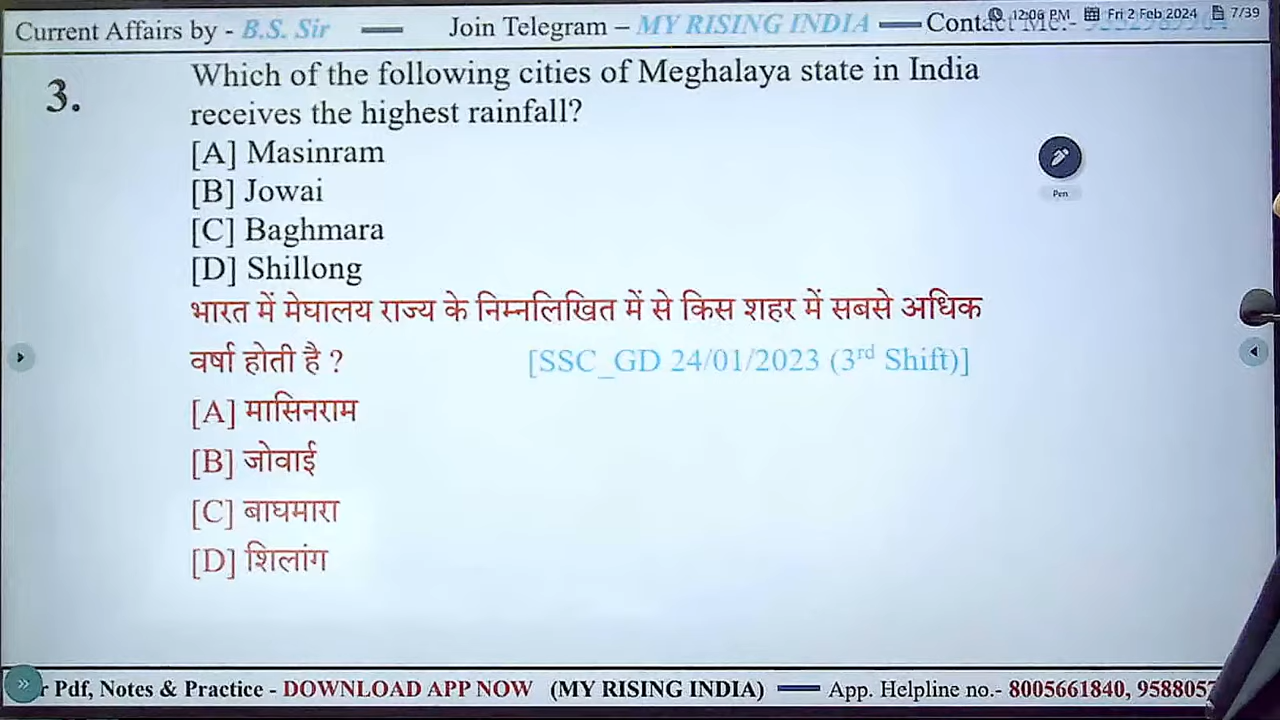 Current Affairs by - B.S. Sir Join Telegram – MY RISING INDIA Contact Me:-
12:06 PM Fri 2 Feb 2024 7/39
3. Which of the following cities of Meghalaya state in India
receives the highest rainfall?
[A] Masinram
[B] Jowai
[C] Baghmara
[D] Shillong
Pen
भारत में मेघालय राज्य के निम्नलिखित में से किस शहर में सबसे अधिक
वर्षा होती है ? [SSC_GD 24/01/2023 (3rd Shift)]
[A] मासिनराम
[B] जोवाई
[C] बाघमारा
[D] शिलांग
r Pdf, Notes & Practice - DOWNLOAD APP NOW (MY RISING INDIA) App. Helpline no.- 8005661840, 958805